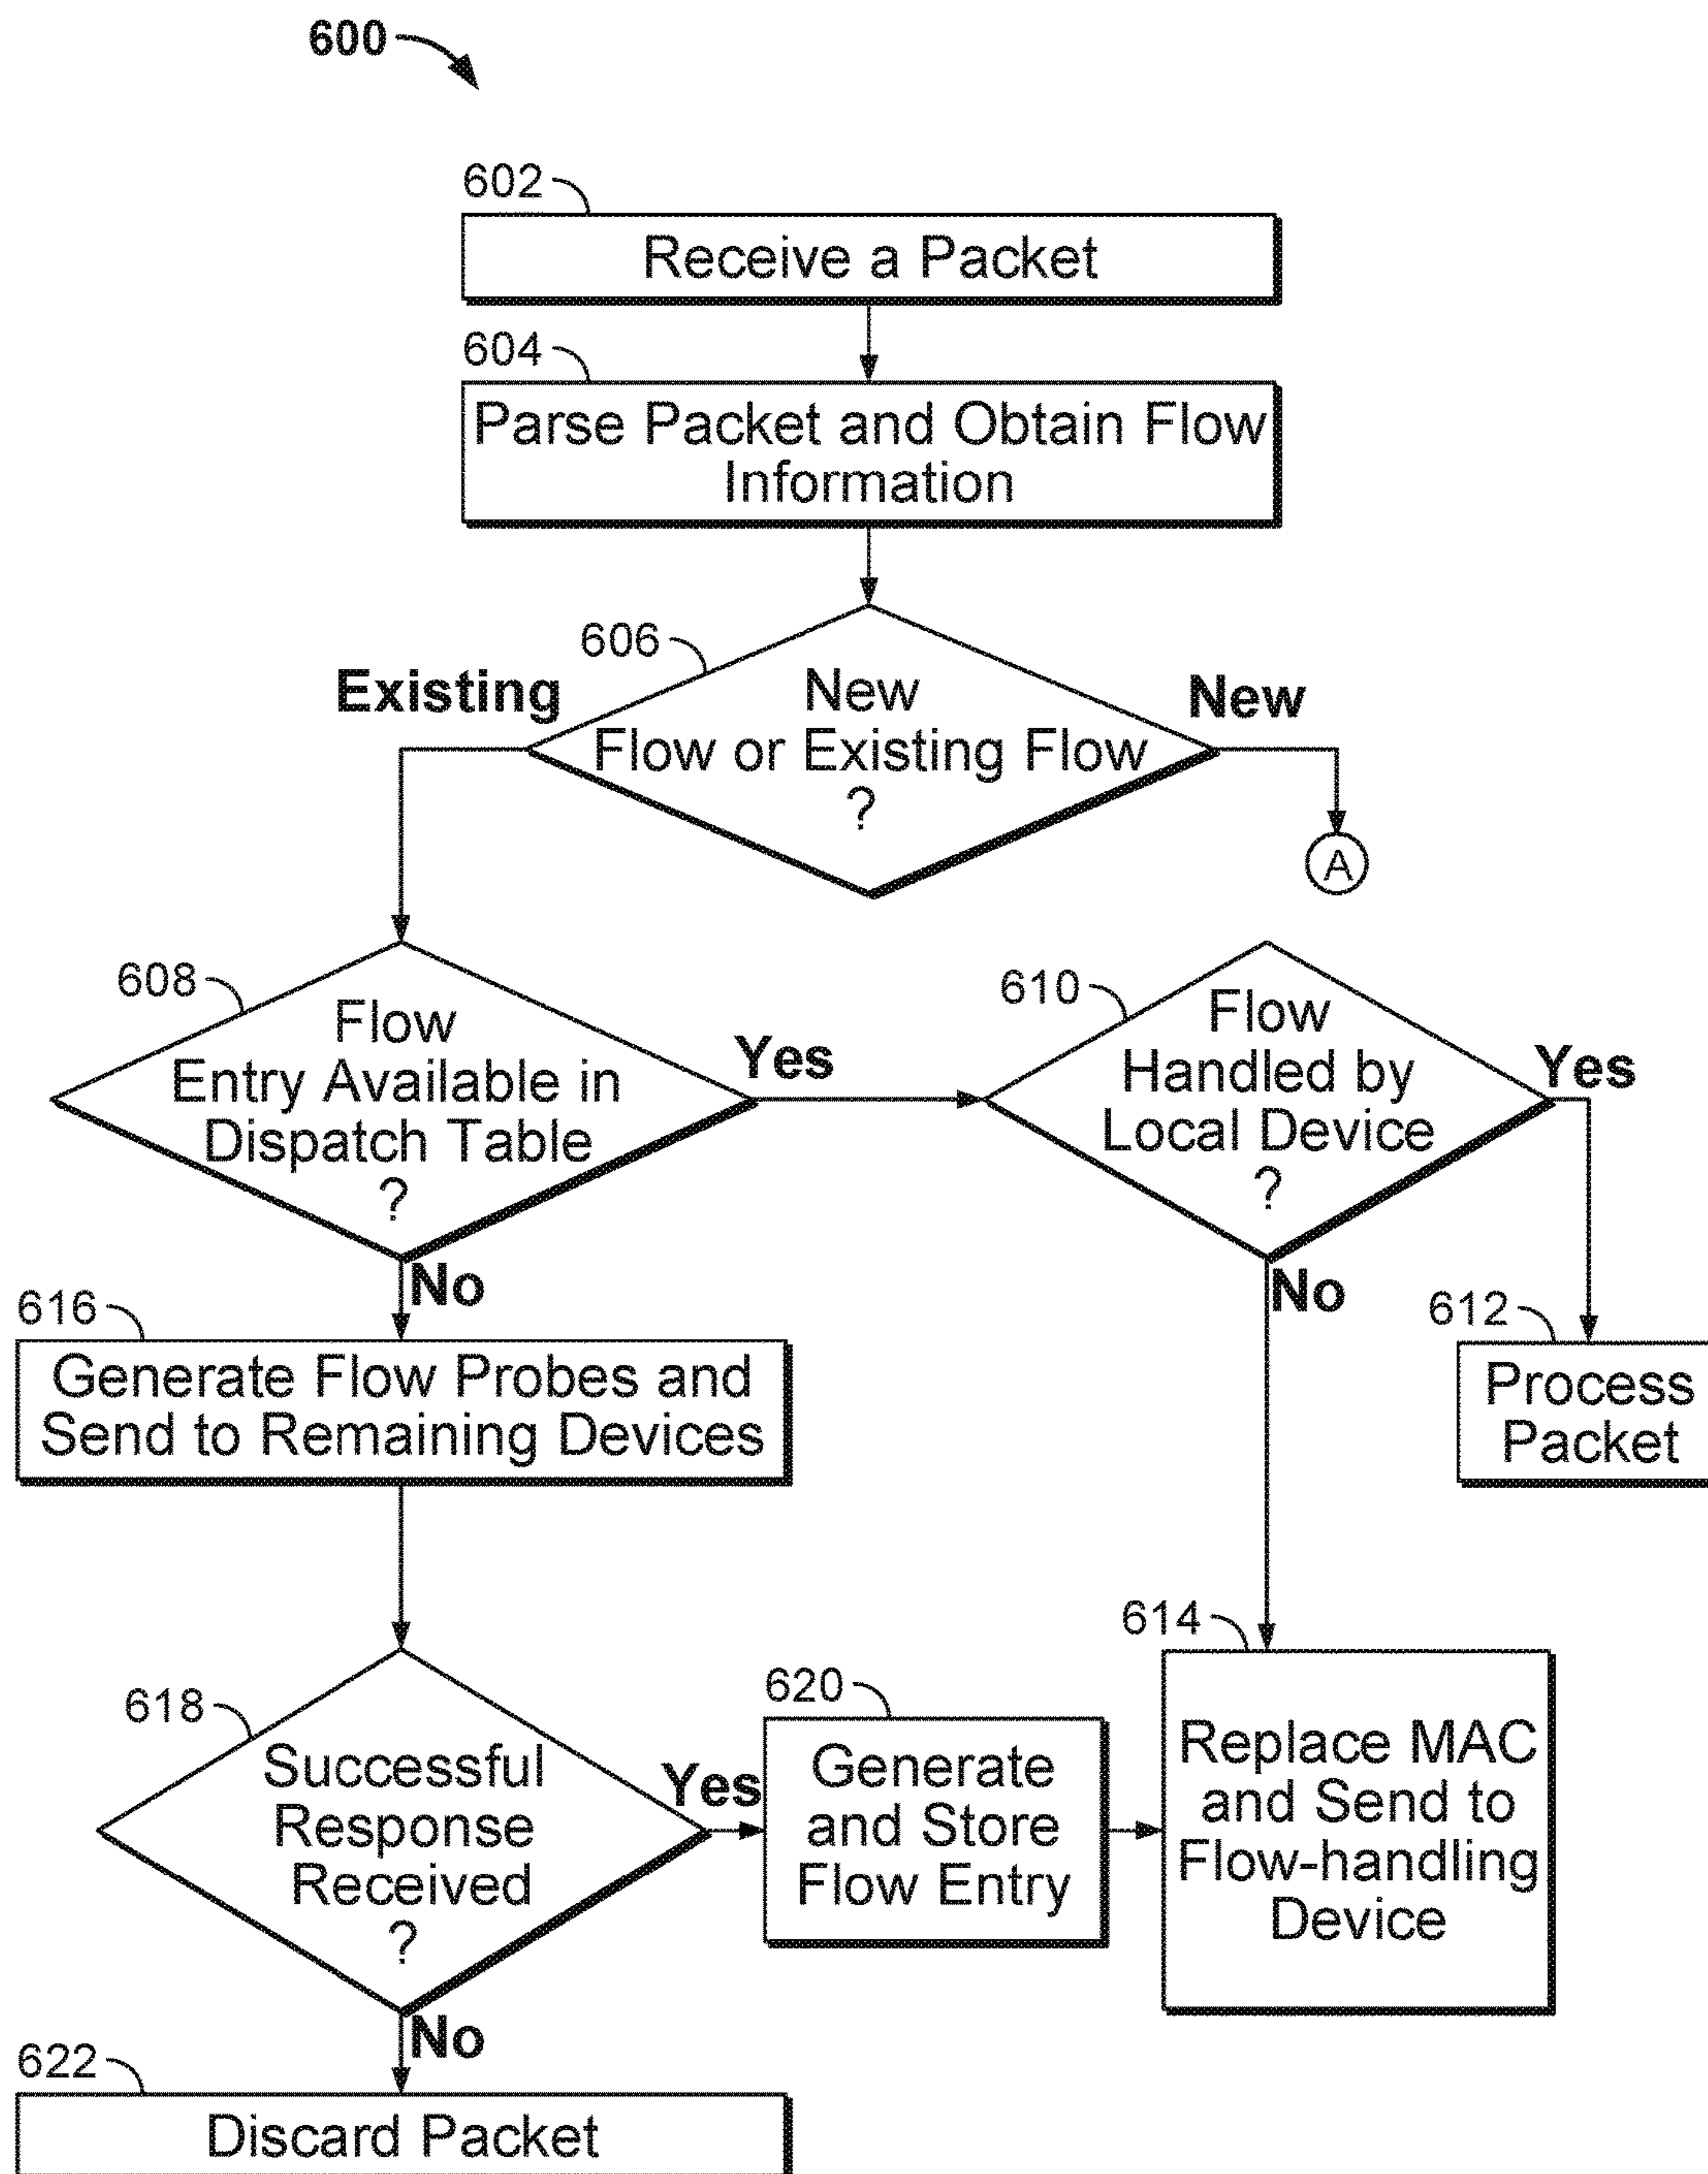 600
602
Receive a Packet
604
Parse Packet and Obtain Flow
Information
606
Existing
New
New
Flow or Existing Flow
?
A
608
Flow
Entry Available in
Dispatch Table
?
Yes
610
Flow
Handled by
Local Device
?
Yes
No
No
616
Generate Flow Probes and
Send to Remaining Devices
612
Process
Packet
618
Successful
Response
Received
?
Yes
620
Generate
and Store
Flow Entry
614
Replace MAC
and Send to
Flow-handling
Device
No
622
Discard Packet